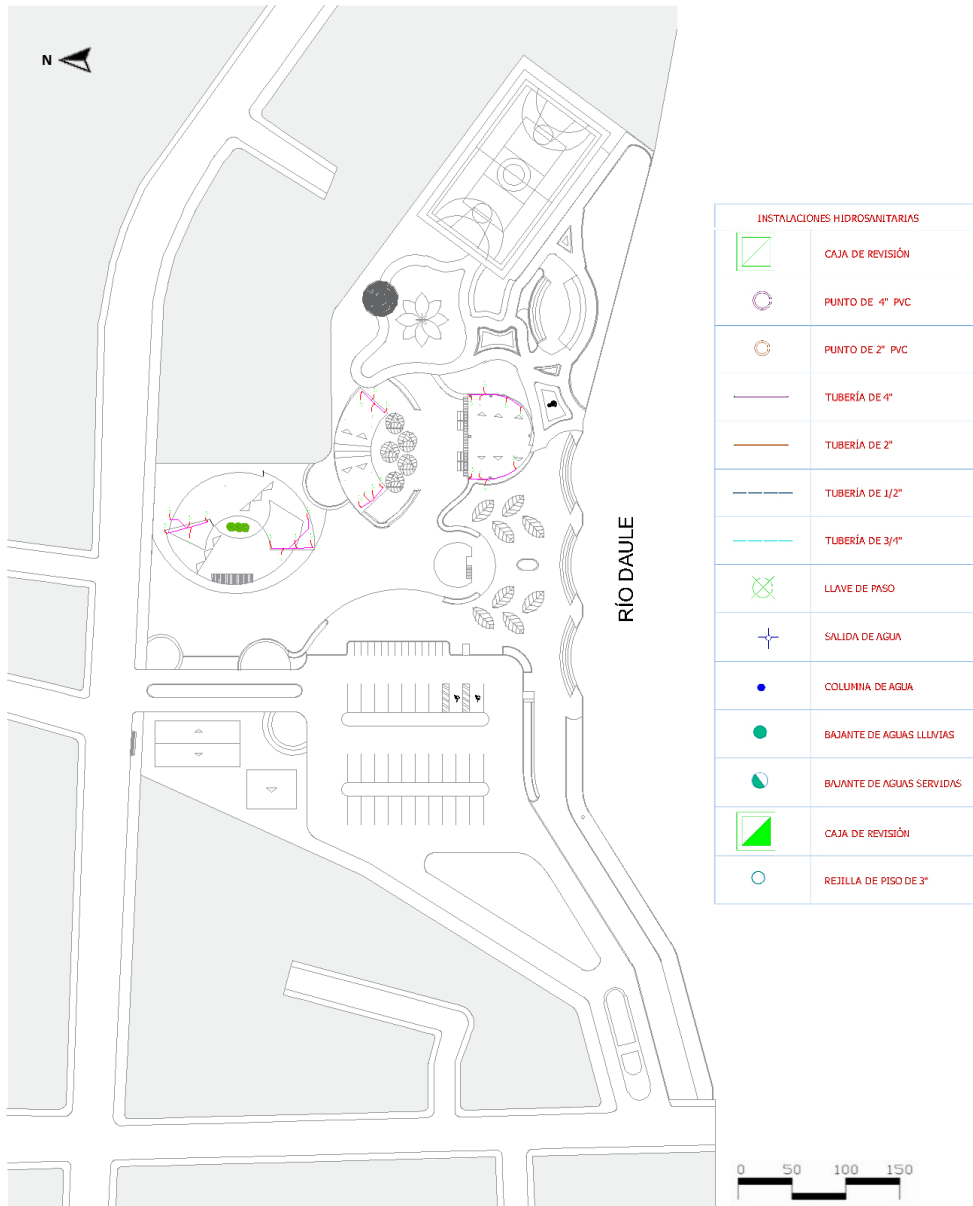 N
INSTALACIONES HIDROSANITARIAS
CAJA DE REVISIÓN
PUNTO DE 4" PVC
PUNTO DE 2" PVC
TUBERÍA DE 4"
TUBERÍA DE 2"
TUBERÍA DE 1/2"
TUBERÍA DE 3/4"
LLAVE DE PASO
SALIDA DE AGUA
COLUMNA DE AGUA
BAJANTE DE AGUAS LLUVIAS
BAJANTE DE AGUAS SERVIDAS
CAJA DE REVISIÓN
REJILLA DE PISO DE 3"
RÍO DAULE
0 50 100 150